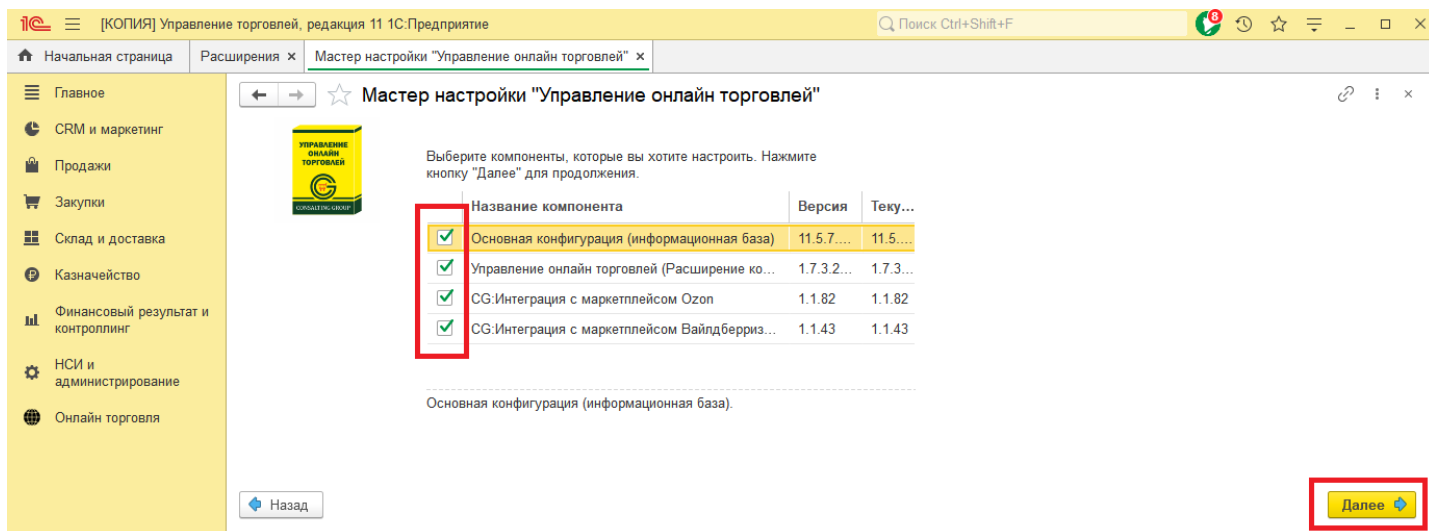 [КОПИЯ] Управление торговлей, редакция 11 1С:Предприятие
Поиск Ctrl+Shift+F
8
Начальная страница
Расширения ×
Мастер настройки "Управление онлайн торговлей" ×
Главное
CRM и маркетинг
Продажи
Закупки
Склад и доставка
Казначейство
Финансовый результат и
контроллинг
НСИ и
администрирование
Онлайн торговля
Мастер настройки "Управление онлайн торговлей"
УПРАВЛЕНИЕ
ОНЛАЙН
ТОРГОВЛЕЙ
CONSALTING GROUP
Выберите компоненты, которые вы хотите настроить. Нажмите
кнопку "Далее" для продолжения.
Название компонента Версия Теку...
Основная конфигурация (информационная база) 11.5.7.... 11.5....
Управление онлайн торговлей (Расширение ко... 1.7.3.2... 1.7.3...
CG:Интеграция с маркетплейсом Ozon 1.1.82 1.1.82
CG:Интеграция с маркетплейсом Вайлдберриз... 1.1.43 1.1.43
Основная конфигурация (информационная база).
Назад
Далее